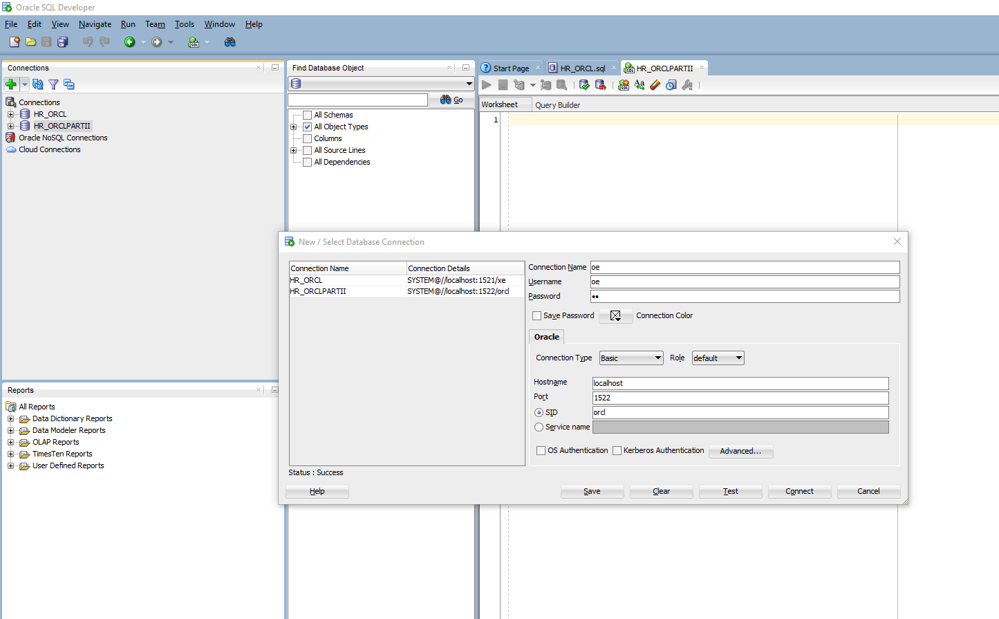 Oracle SQL Developer
File Edit View Navigate Run Team Tools Window Help
Connections
Connections
HR_ORCL
HR_ORCLPARTII
Oracle NoSQL Connections
Cloud Connections
Reports
All Reports
Data Dictionary Reports
Data Modeler Reports
OLAP Reports
TimesTen Reports
User Defined Reports
Find Database Object
Go
All Schemas
All Object Types
Columns
All Source Lines
All Dependencies
Start Page HR_ORCL.sql HR_ORCLPARTII
SQL Aa
Worksheet Query Builder
1
New / Select Database Connection
Connection Name Connection Details
HR_ORCL SYSTEM@//localhost:1521/xe
HR_ORCLPARTII SYSTEM@//localhost:1522/orcl
Status : Success
Connection Name oe
Username oe
Password ••
Save Password Connection Color
Oracle
Connection Type Basic Role default
Hostname localhost
Port 1522
SID orcl
Service name
OS Authentication Kerberos Authentication Advanced...
Help Save Clear Test Connect Cancel